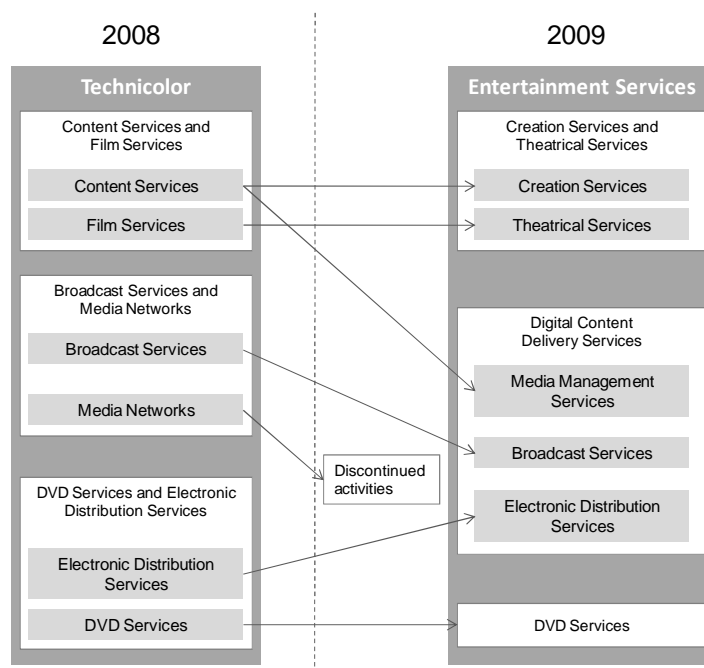 2008
2009
Technicolor
Content Services and
Film Services
Content Services
Film Services
Broadcast Services and
Media Networks
Broadcast Services
Media Networks
DVD Services and Electronic
Distribution Services
Electronic Distribution
Services
DVD Services
Discontinued
activities
Entertainment Services
Creation Services and
Theatrical Services
Creation Services
Theatrical Services
Digital Content
Delivery Services
Media Management
Services
Broadcast Services
Electronic Distribution
Services
DVD Services